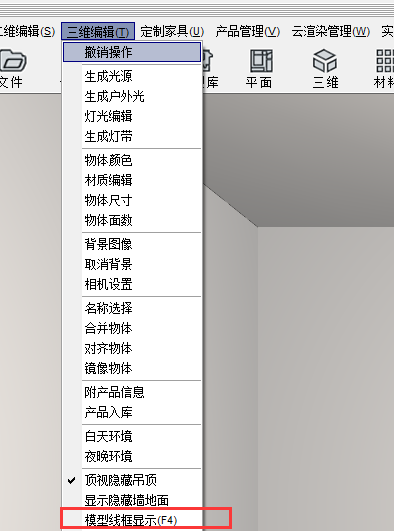 二维编辑(S) 三维编辑(T) 定制家具(U) 产品管理(V) 云渲染管理(W) 实
文件 库 平面 三维 材料
撤销操作
生成光源
生成户外光
灯光编辑
生成灯带
物体颜色
材质编辑
物体尺寸
物体面数
背景图像
取消背景
相机设置
名称选择
合并物体
对齐物体
镜像物体
附产品信息
产品入库
白天环境
夜晚环境
顶视隐藏吊顶
显示隐藏墙地面
模型线框显示(F4)